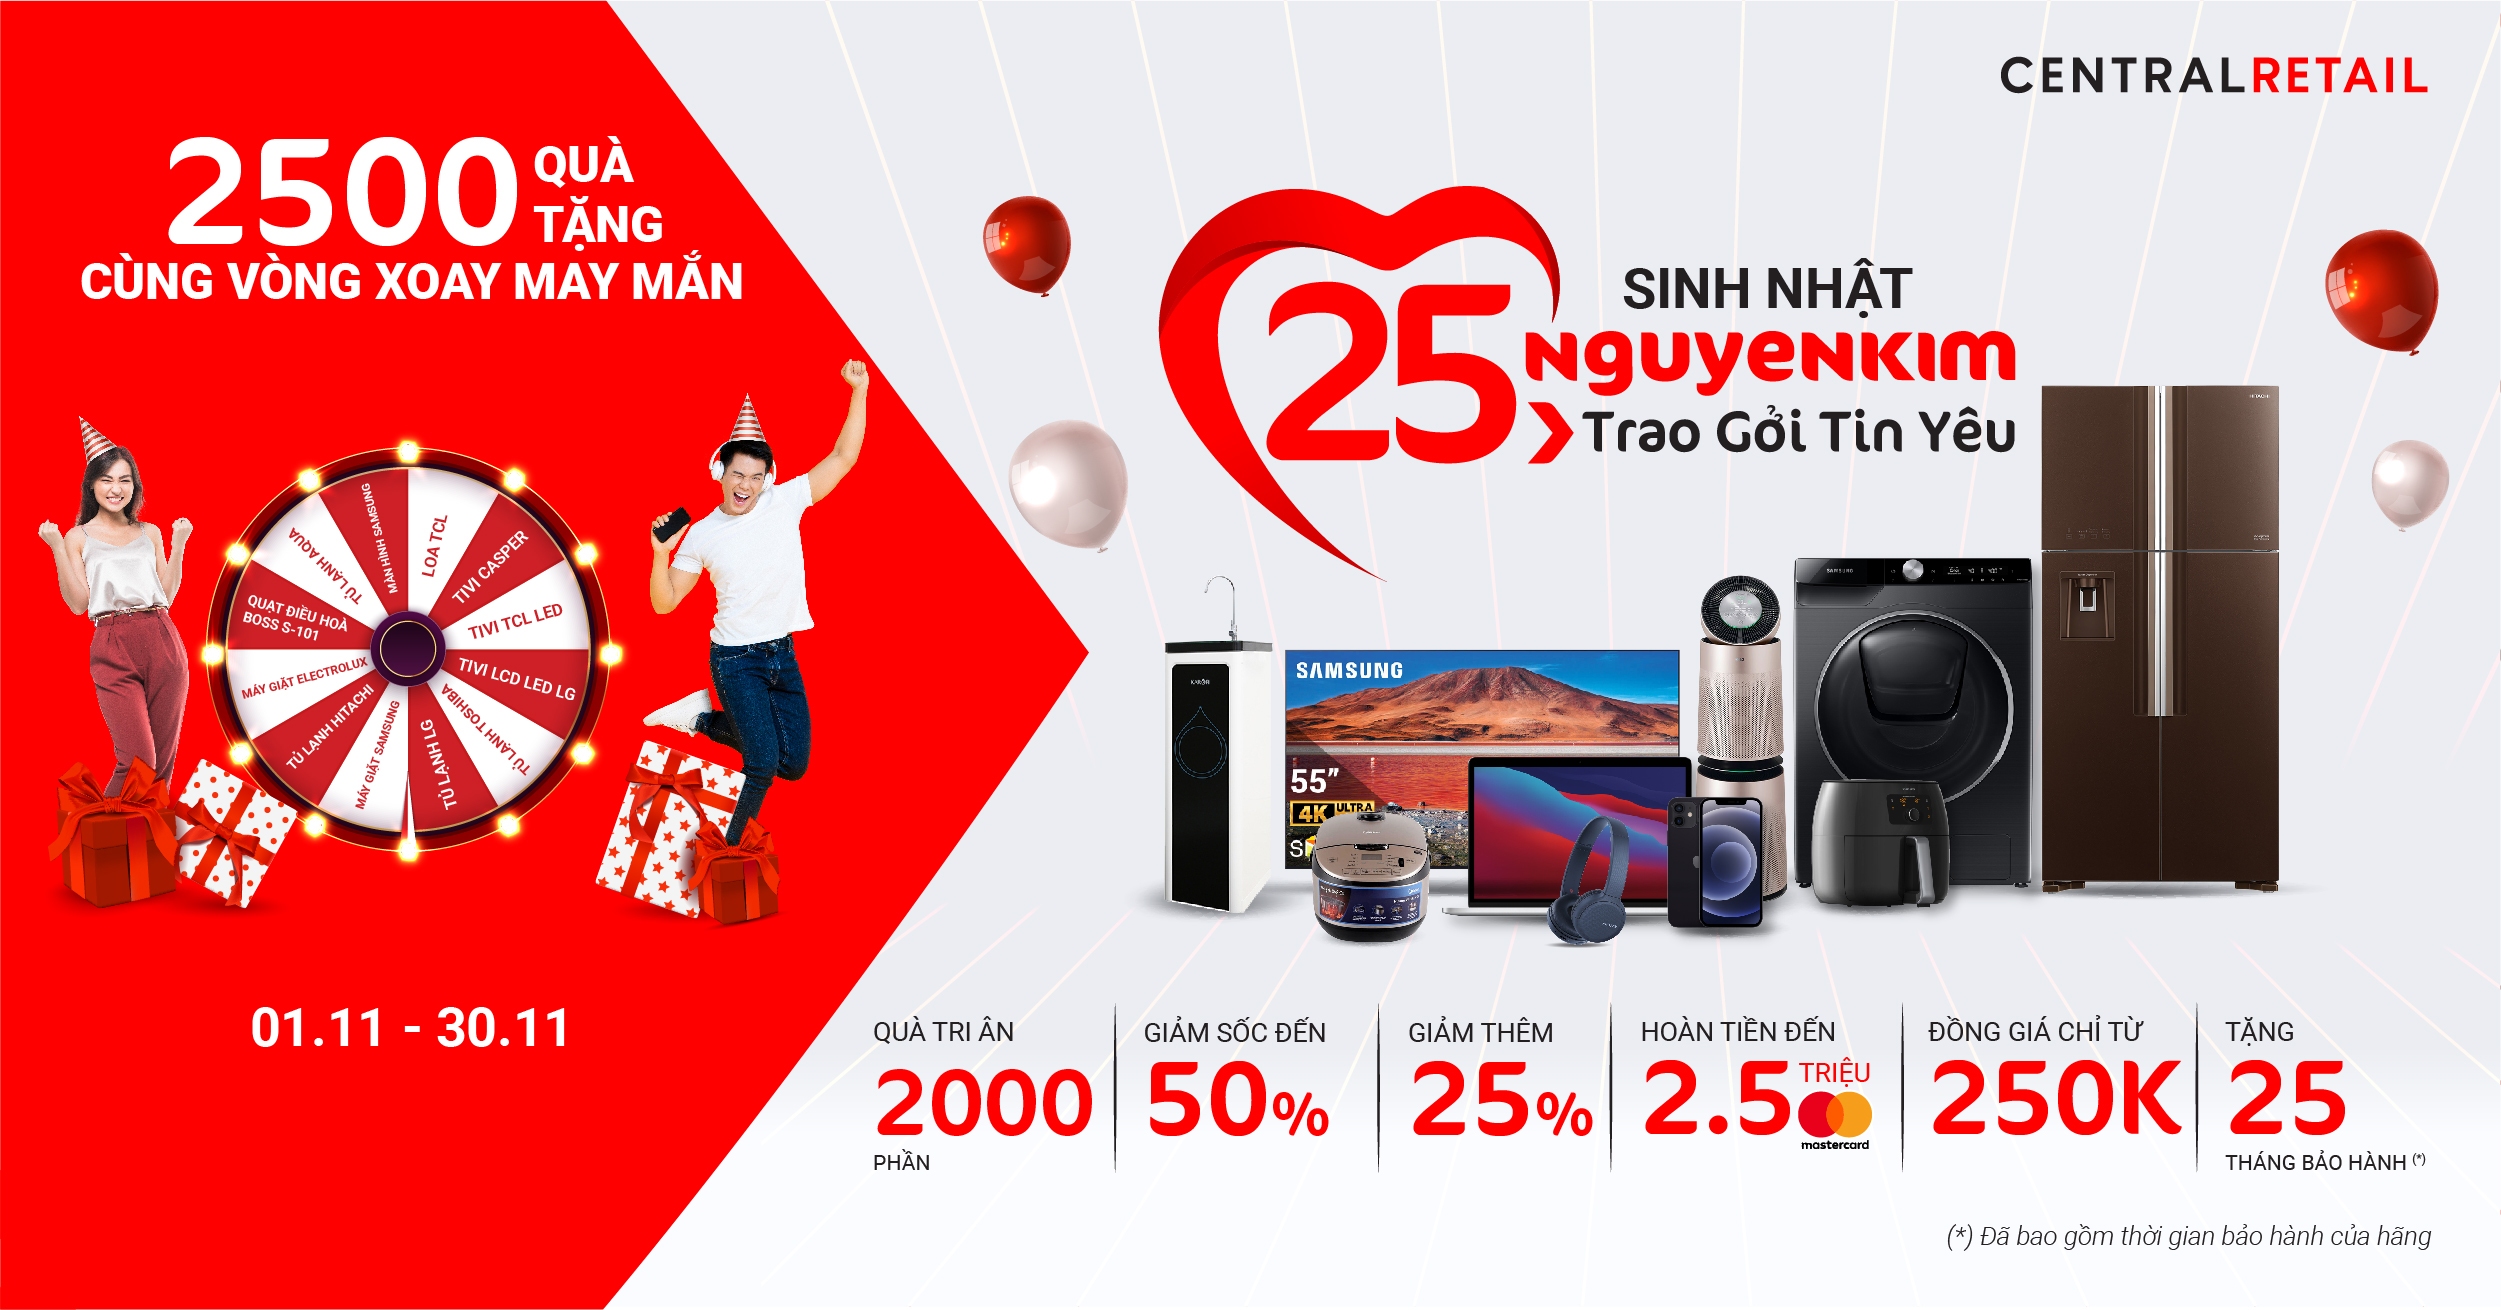 CENTRALRETAIL
2500 QUÀ
TẶNG
CÙNG VÒNG XOAY MAY MẮN
MÀN HÌNH SAMSUNG
LOA TCL
TIVI CASPER
TIVI TCL LED
TIVI LCD LED LG
TỦ LẠNH TOSHIBA
TỦ LẠNH LG
MÁY GIẶT SAMSUNG
TỦ LẠNH HITACHI
MÁY GIẶT ELECTROLUX
QUẠT ĐIỀU HOÀ
BOSS S-101
TỦ LẠNH AQUA
01.11 - 30.11
25
SINH NHẬT
NGUYENKIM
Trao Gởi Tin Yêu
KAROFI
SAMSUNG
55”
4K ULTRA
SAMSUNG
HITACHI
QUÀ TRI ÂN
2000
PHẦN
GIẢM SỐC ĐẾN
50%
GIẢM THÊM
25%
HOÀN TIỀN ĐẾN
2.5 TRIỆU
mastercard
ĐỒNG GIÁ CHỈ TỪ
250K
TẶNG
25
THÁNG BẢO HÀNH (*)
(*) Đã bao gồm thời gian bảo hành của hãng